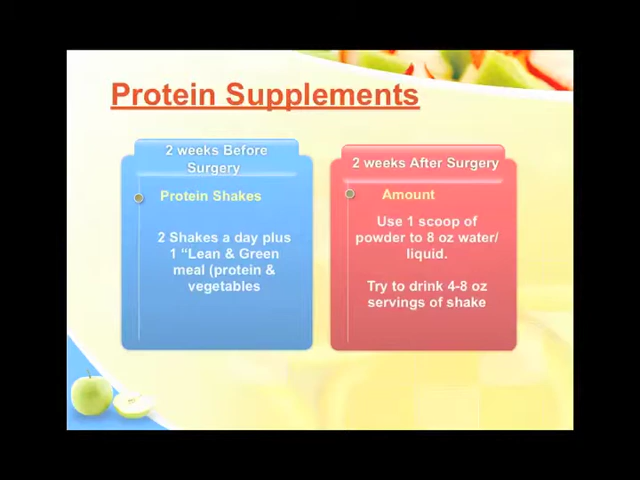 Protein Supplements
2 weeks Before
Surgery
Protein Shakes
2 Shakes a day plus
1 “Lean & Green
meal (protein &
vegetables
2 weeks After Surgery
Amount
Use 1 scoop of
powder to 8 oz water/
liquid.
Try to drink 4-8 oz
servings of shake